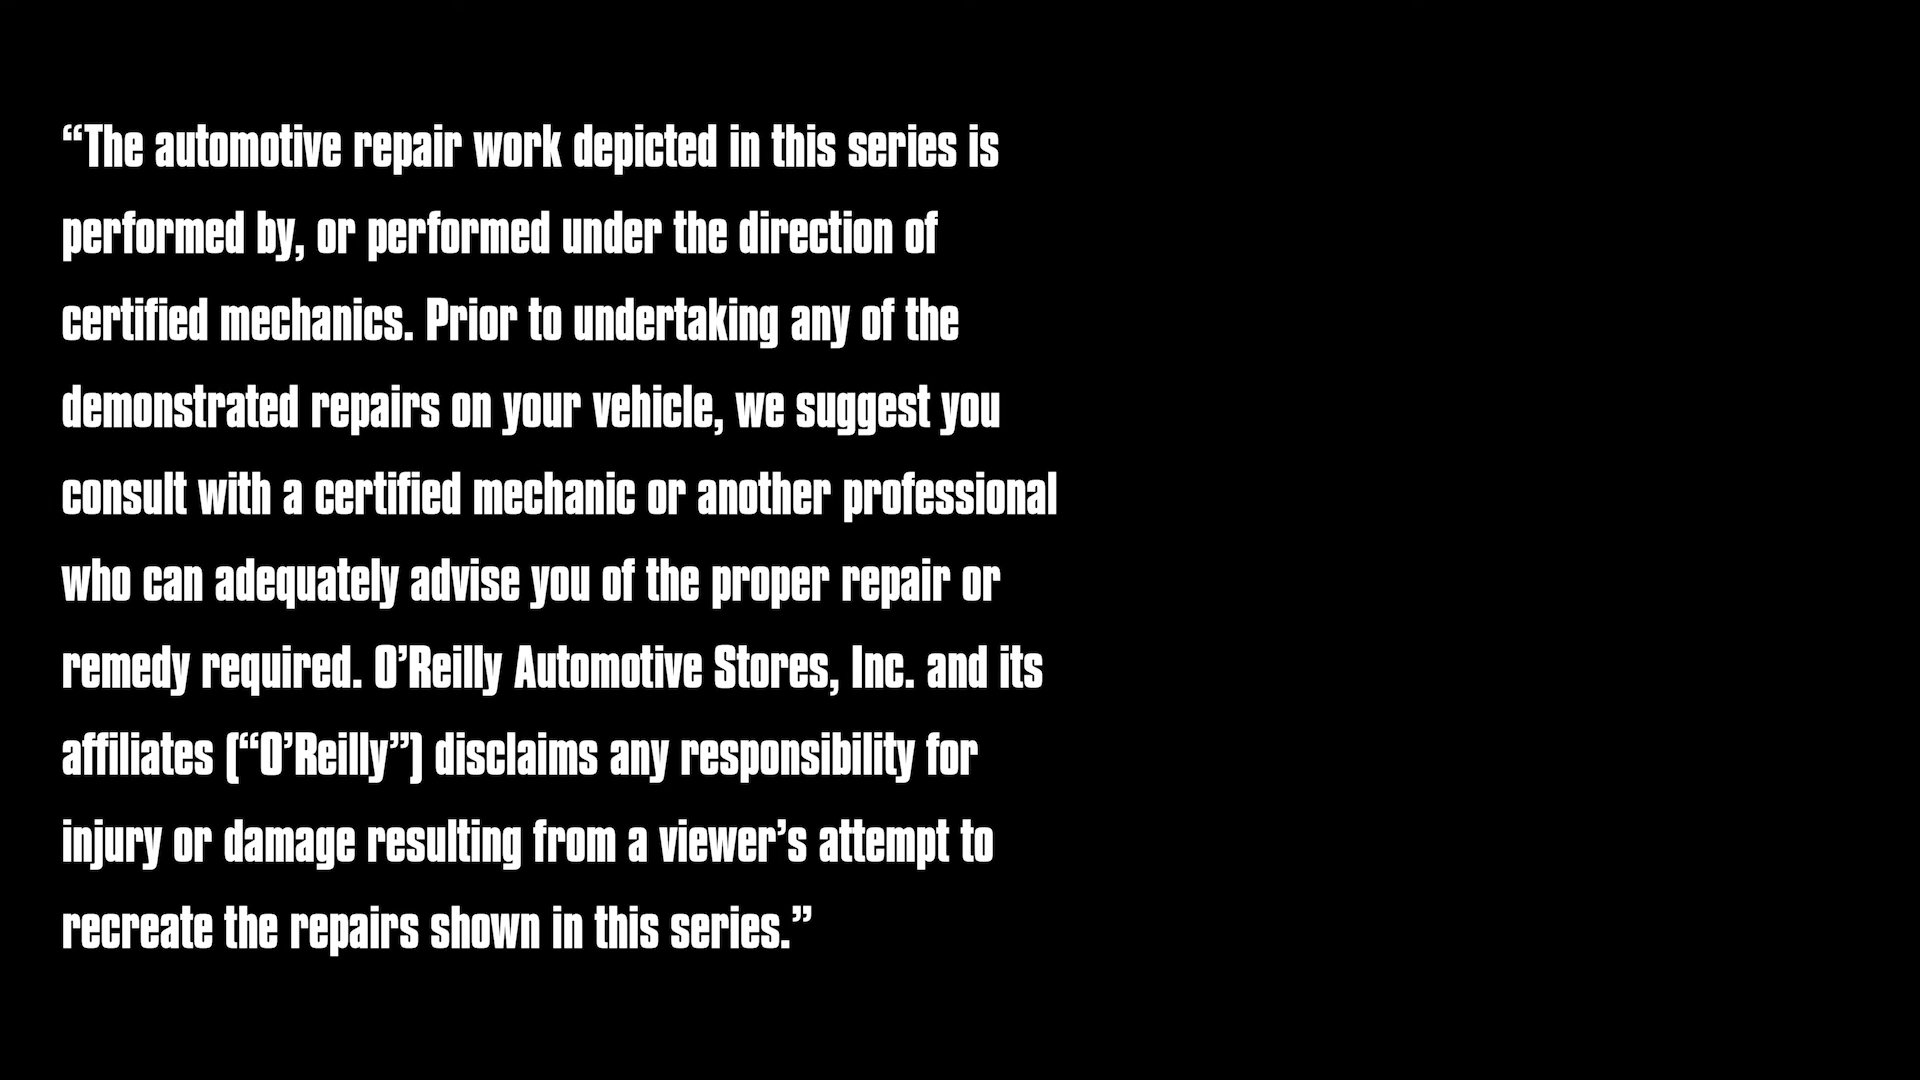 “The automotive repair work depicted in this series is
performed by, or performed under the direction of
certified mechanics. Prior to undertaking any of the
demonstrated repairs on your vehicle, we suggest you
consult with a certified mechanic or another professional
who can adequately advise you of the proper repair or
remedy required. O’Reilly Automotive Stores, Inc. and its
affiliates (“O’Reilly”) disclaims any responsibility for
injury or damage resulting from a viewer’s attempt to
recreate the repairs shown in this series.”